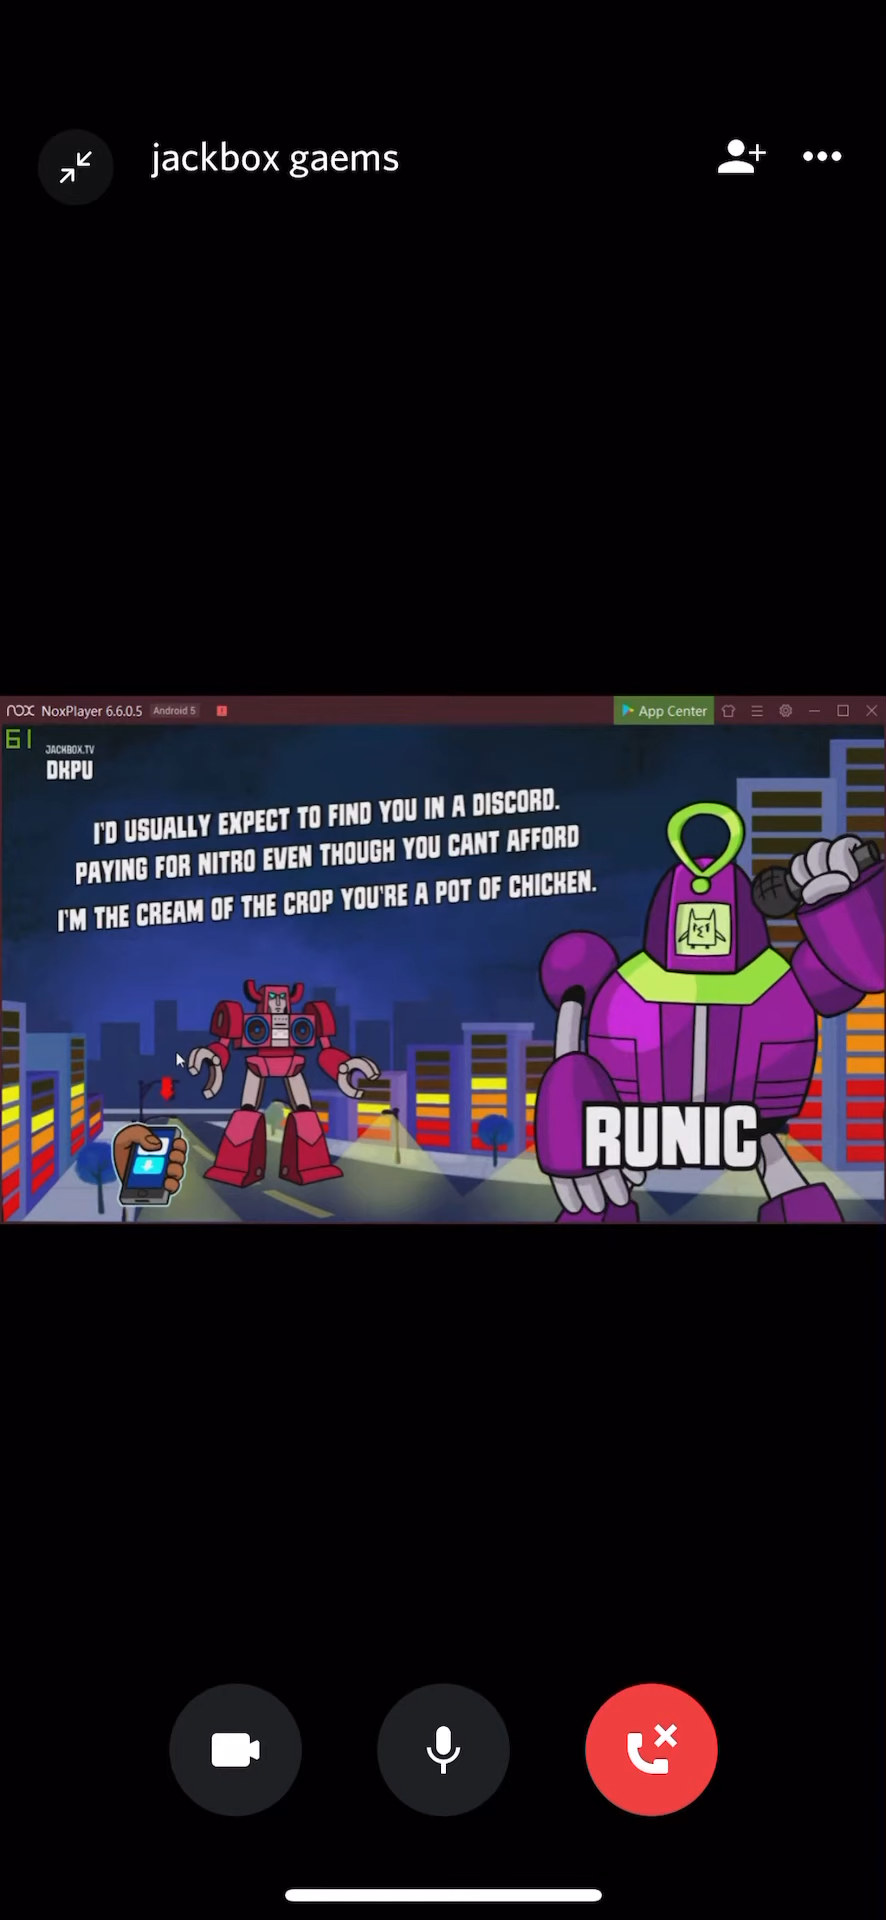 jackbox gaems
nox NoxPlayer 6.6.0.5 Android 5 App Center
61
JACKBOX.TV
DKPU
I'D USUALLY EXPECT TO FIND YOU IN A DISCORD.
PAYING FOR NITRO EVEN THOUGH YOU CANT AFFORD
I'M THE CREAM OF THE CROP YOU'RE A POT OF CHICKEN.
RUNIC